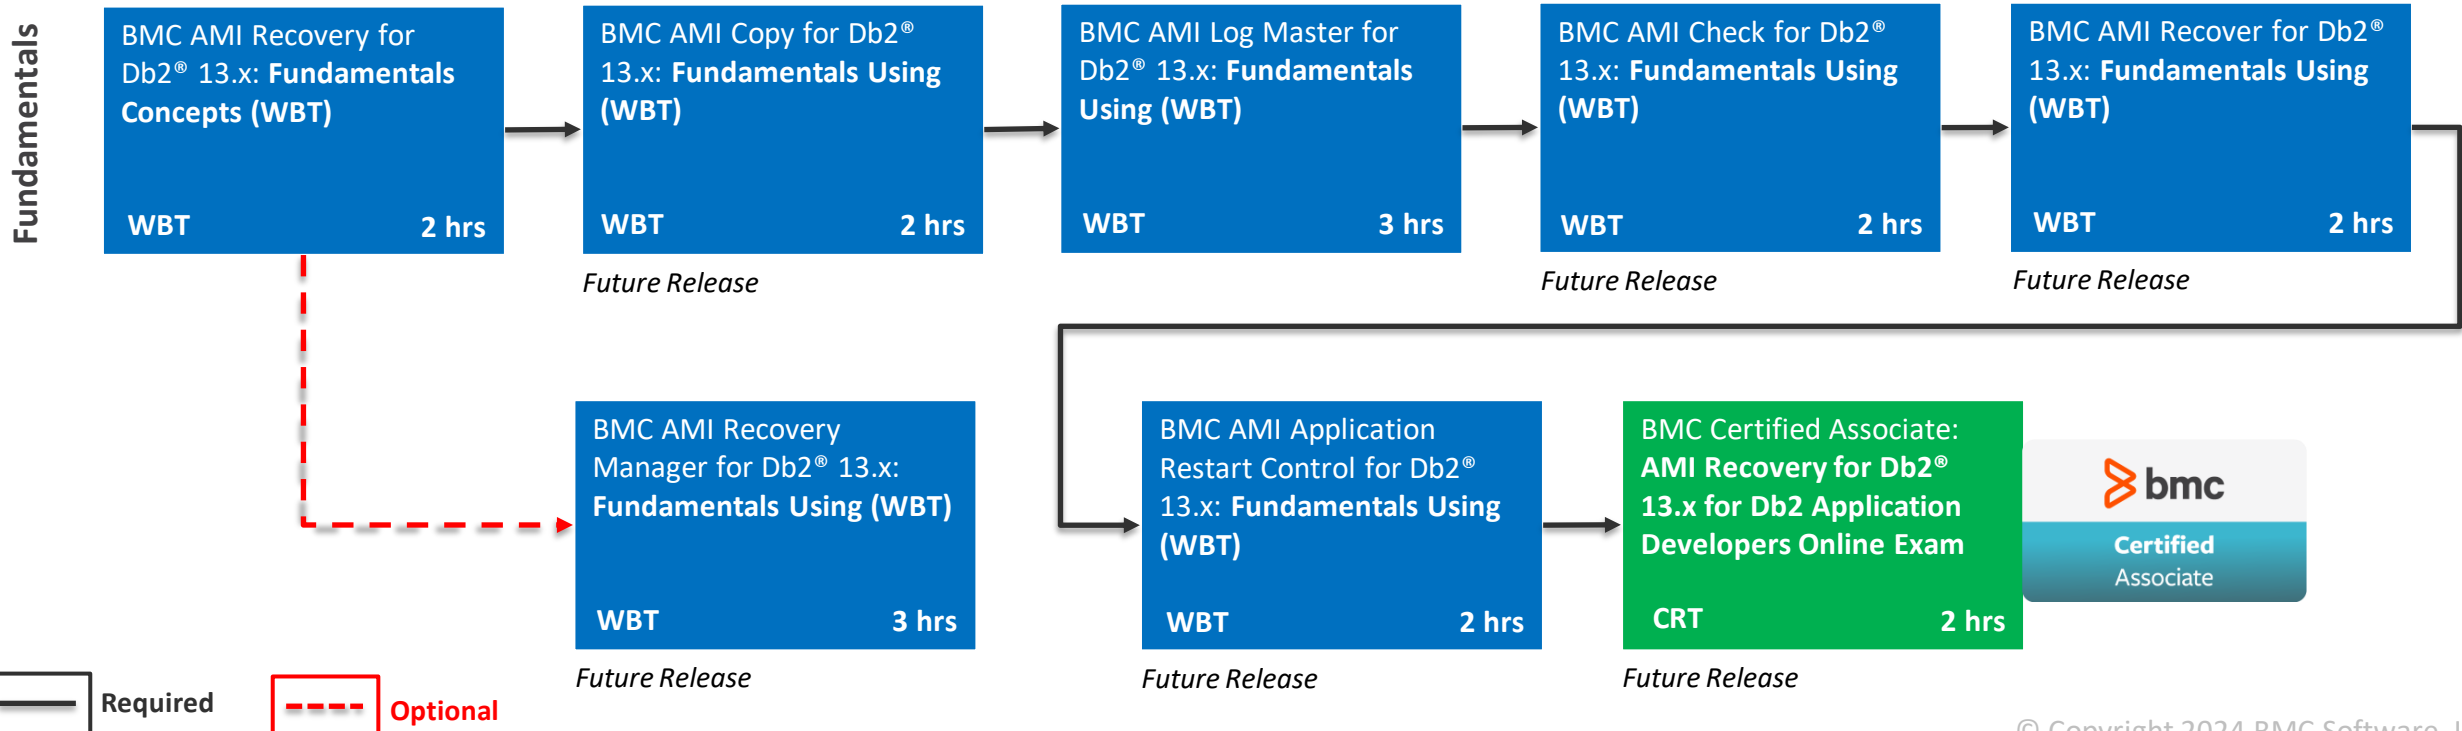 Fundamentals
BMC AMI Recovery for
Db2® 13.x: Fundamentals
Concepts (WBT)
WBT 2 hrs
BMC AMI Copy for Db2®
13.x: Fundamentals Using
(WBT)
WBT 2 hrs
Future Release
BMC AMI Log Master for
Db2® 13.x: Fundamentals
Using (WBT)
WBT 3 hrs
BMC AMI Check for Db2®
13.x: Fundamentals Using
(WBT)
WBT 2 hrs
Future Release
BMC AMI Recover for Db2®
13.x: Fundamentals Using
(WBT)
WBT 2 hrs
Future Release
BMC AMI Recovery
Manager for Db2® 13.x:
Fundamentals Using (WBT)
WBT 3 hrs
Future Release
BMC AMI Application
Restart Control for Db2®
13.x: Fundamentals Using
(WBT)
WBT 2 hrs
Future Release
BMC Certified Associate:
AMI Recovery for Db2®
13.x for Db2 Application
Developers Online Exam
CRT 2 hrs
Future Release
bmc
Certified
Associate
Required
Optional
© Copyright 2024 BMC Software, I